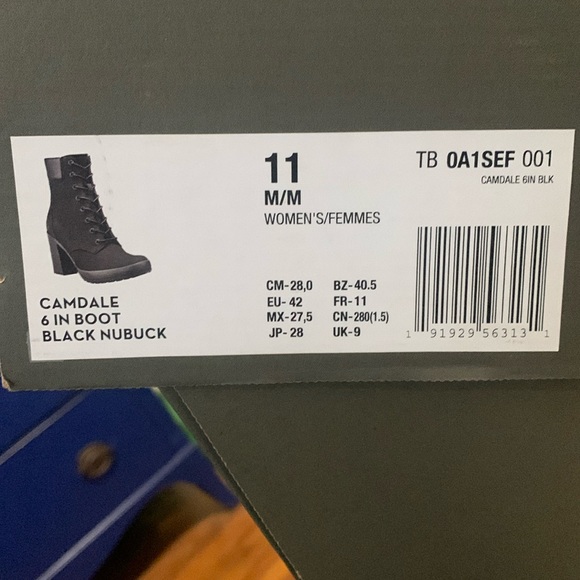 11
M/M
WOMEN'S/FEMMES
TB 0A1SEF 001
CAMDALE 6IN BLK
CAMDALE
6 IN BOOT
BLACK NUBUCK
CM-28,0 BZ-40.5
EU- 42 FR-11
MX-27,5 CN-280(1.5)
JP- 28 UK-9
1 91929 56313 1